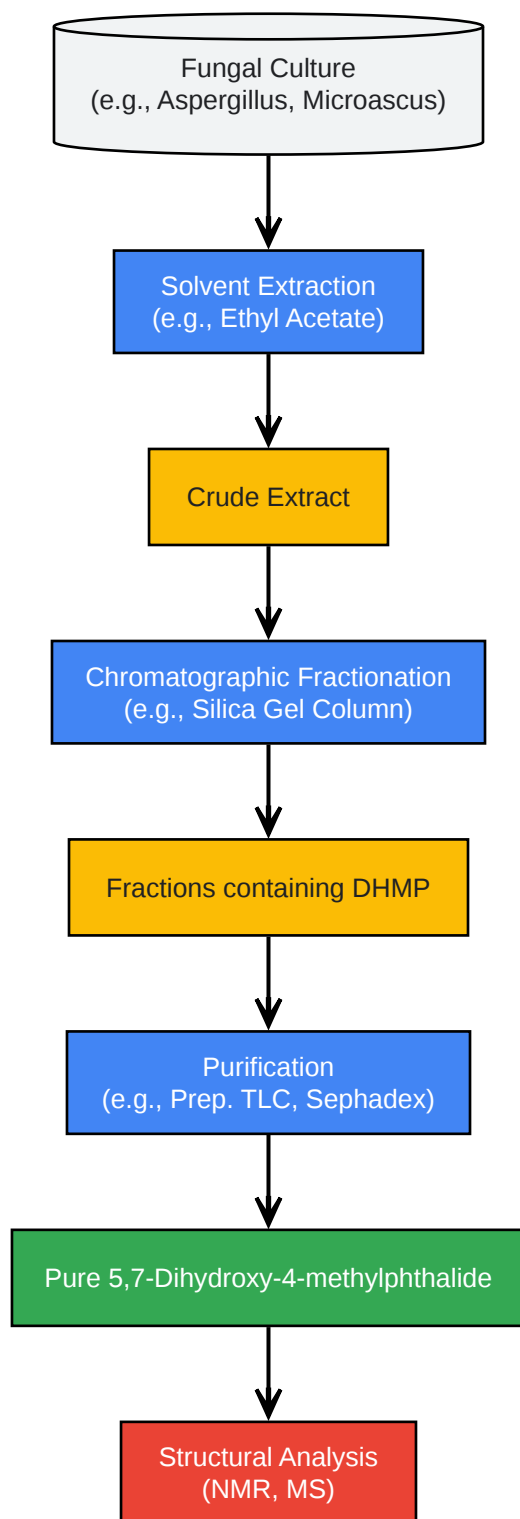 Fungal Culture
(e.g., Aspergillus, Microascus)
Solvent Extraction
(e.g., Ethyl Acetate)
Crude Extract
Chromatographic Fractionation
(e.g., Silica Gel Column)
Fractions containing DHMP
Purification
(e.g., Prep. TLC, Sephadex)
Pure 5,7-Dihydroxy-4-methylphthalide
Structural Analysis
(NMR, MS)